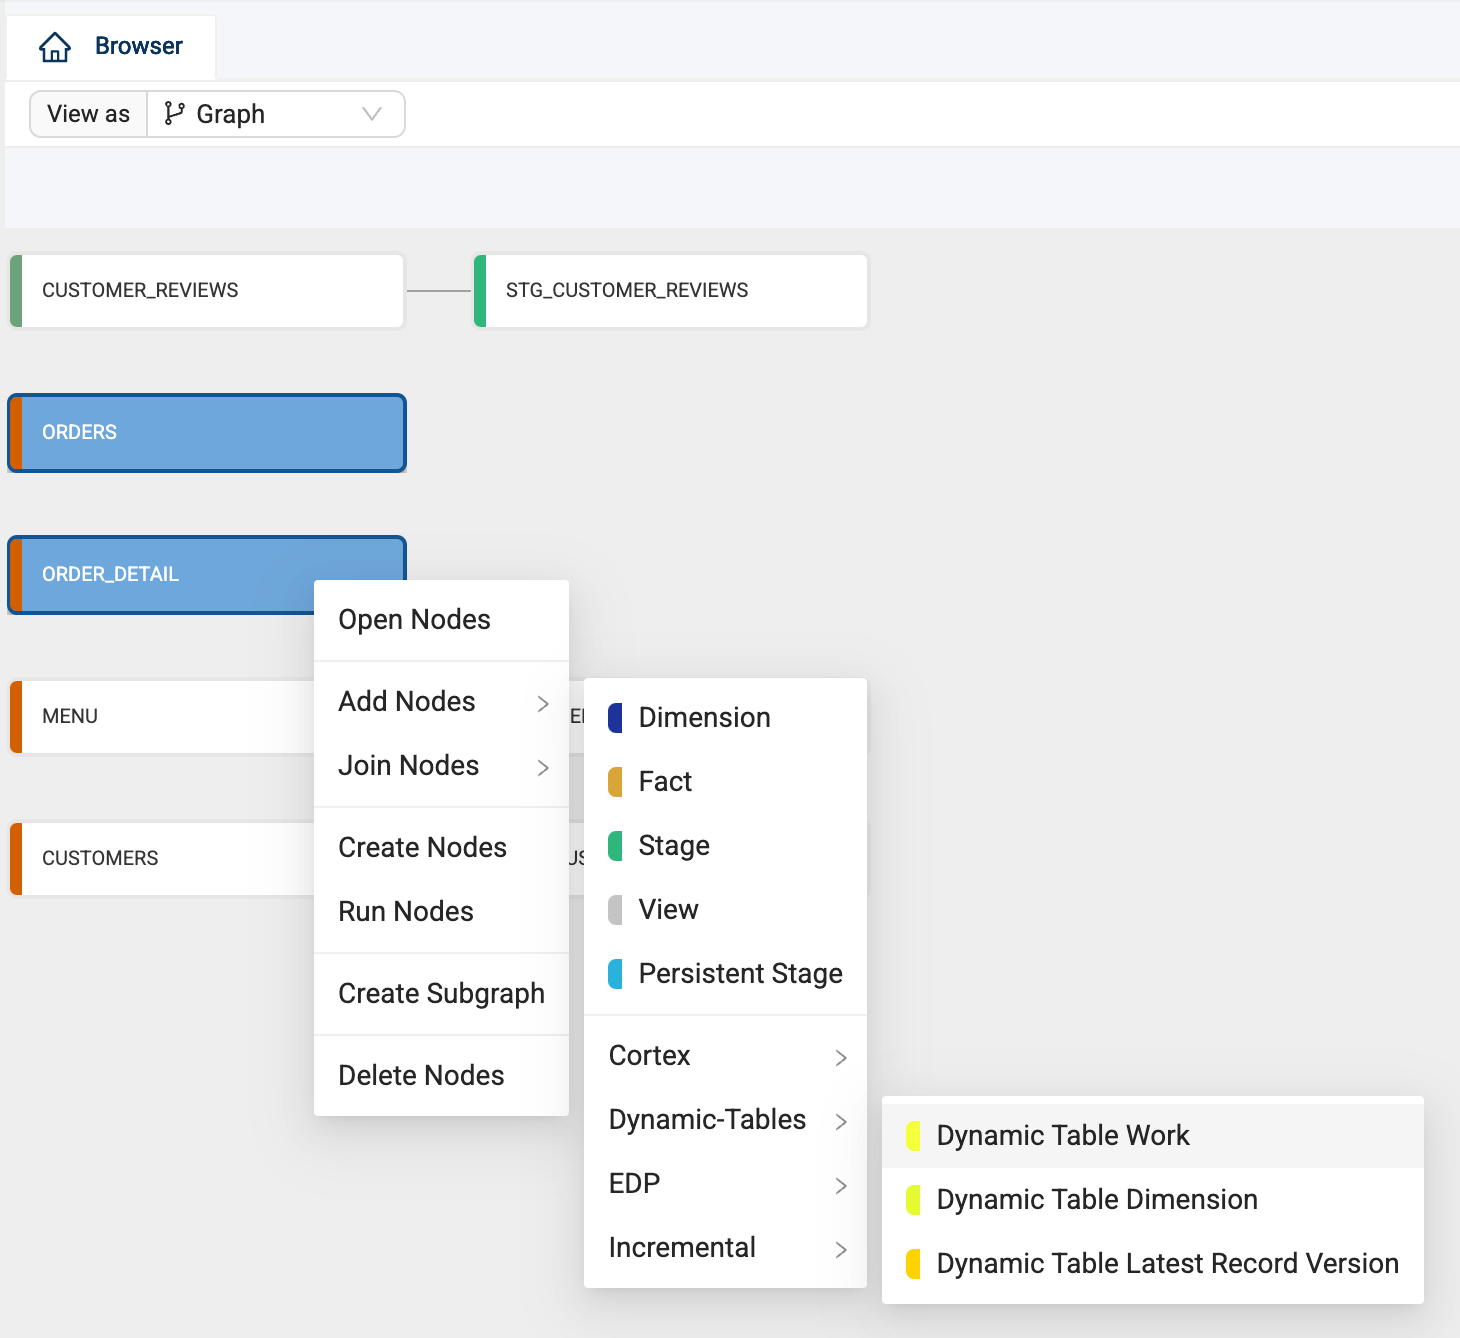 Browser
View as
Graph
CUSTOMER_REVIEWS
STG_CUSTOMER_REVIEWS
ORDERS
ORDER_DETAIL
MENU
CUSTOMERS
Open Nodes
Add Nodes
Join Nodes
Create Nodes
Run Nodes
Create Subgraph
Delete Nodes
Dimension
Fact
Stage
View
Persistent Stage
Cortex
Dynamic-Tables
EDP
Incremental
Dynamic Table Work
Dynamic Table Dimension
Dynamic Table Latest Record Version